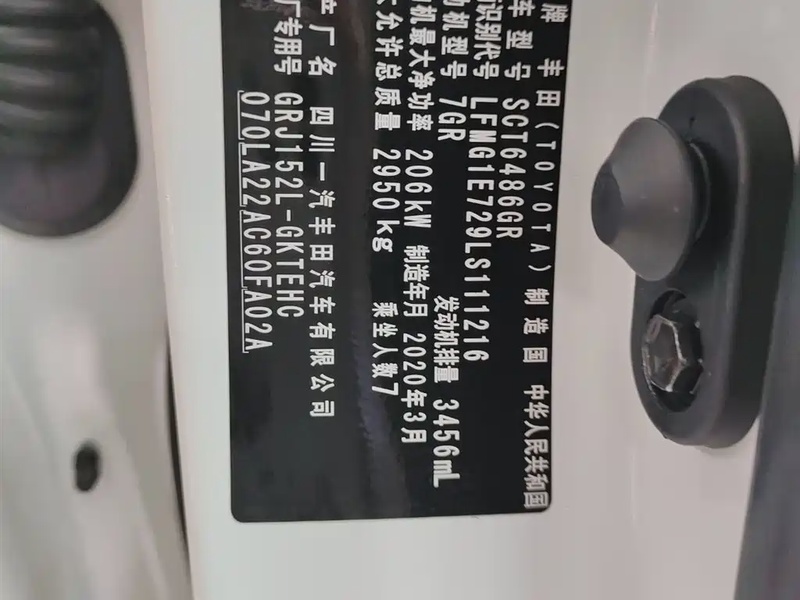 牌 丰田(TOYOTA) 制造国 中华人民共和国
车型号 SCT6486GR
识别代号 LFMG1E729LS111216
机型号 7GR 发动机排量 3456mL
机最大净功率 206kW 制造年月 2020年3月
允许总质量 2950kg 乘坐人数 7
产厂名 四川一汽丰田汽车有限公司
厂专用号 GRJ152L-GKTEHC
070LA22AC60FA02A